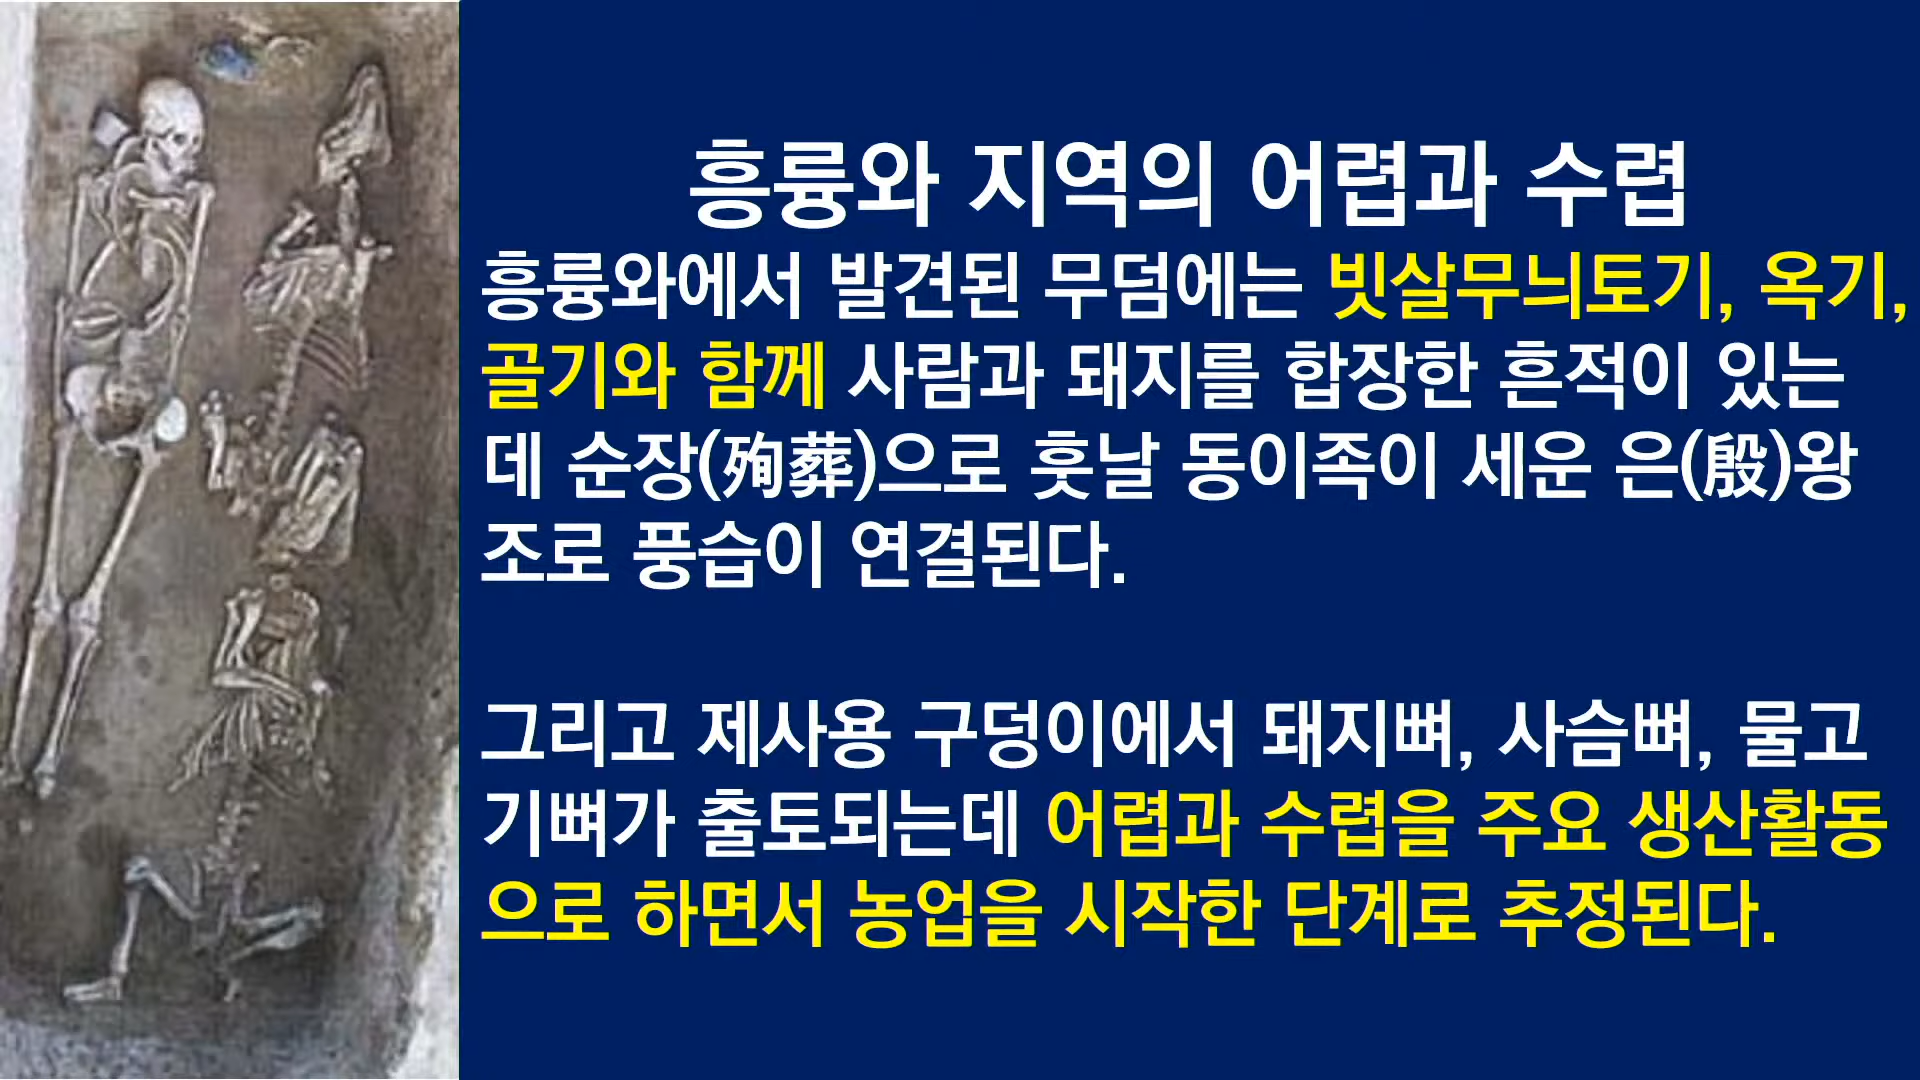 흥륭와 지역의 어렵과 수렵
흥륭와에서 발견된 무덤에는 빗살무늬토기, 옥기,
골기와 함께 사람과 돼지를 합장한 흔적이 있는
데 순장(殉葬)으로 훗날 동이족이 세운 은(殷)왕
조로 풍습이 연결된다.
그리고 제사용 구덩이에서 돼지뼈, 사슴뼈, 물고
기뼈가 출토되는데 어렵과 수렵을 주요 생산활동
으로 하면서 농업을 시작한 단계로 추정된다.